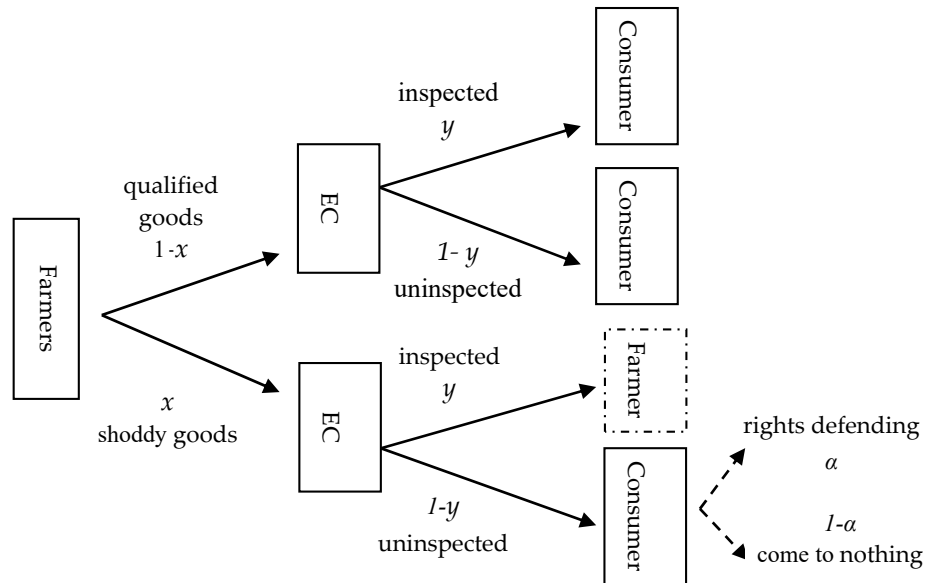 Farmers
qualified
goods
1-x
x
shoddy goods
EC
inspected
y
1- y
uninspected
Consumer
Consumer
EC
inspected
y
1-y
uninspected
Farmer
Consumer
rights defending
α
1-α
come to nothing